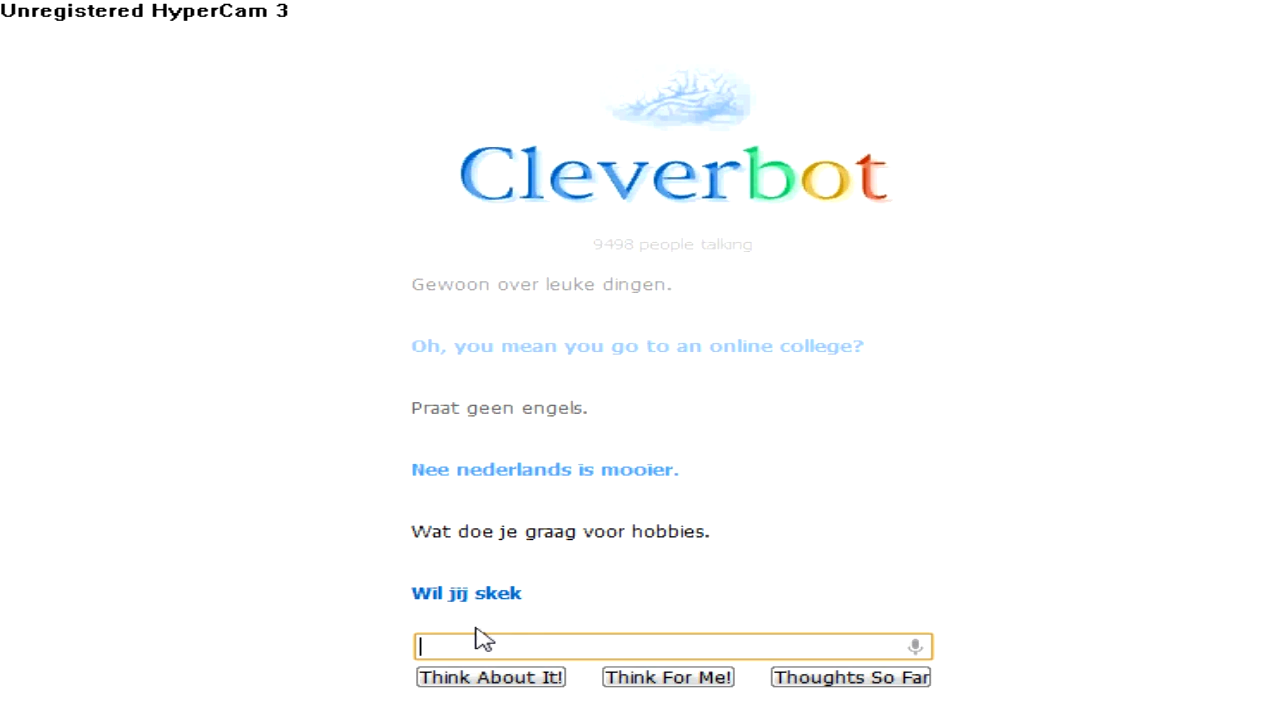 Unregistered HyperCam 3
Cleverbot
9498 people talking
Gewoon over leuke dingen.
Oh, you mean you go to an online college?
Praat geen engels.
Nee nederlands is mooier.
Wat doe je graag voor hobbies.
Wil jij skek
Think About It!
Think For Me!
Thoughts So Far